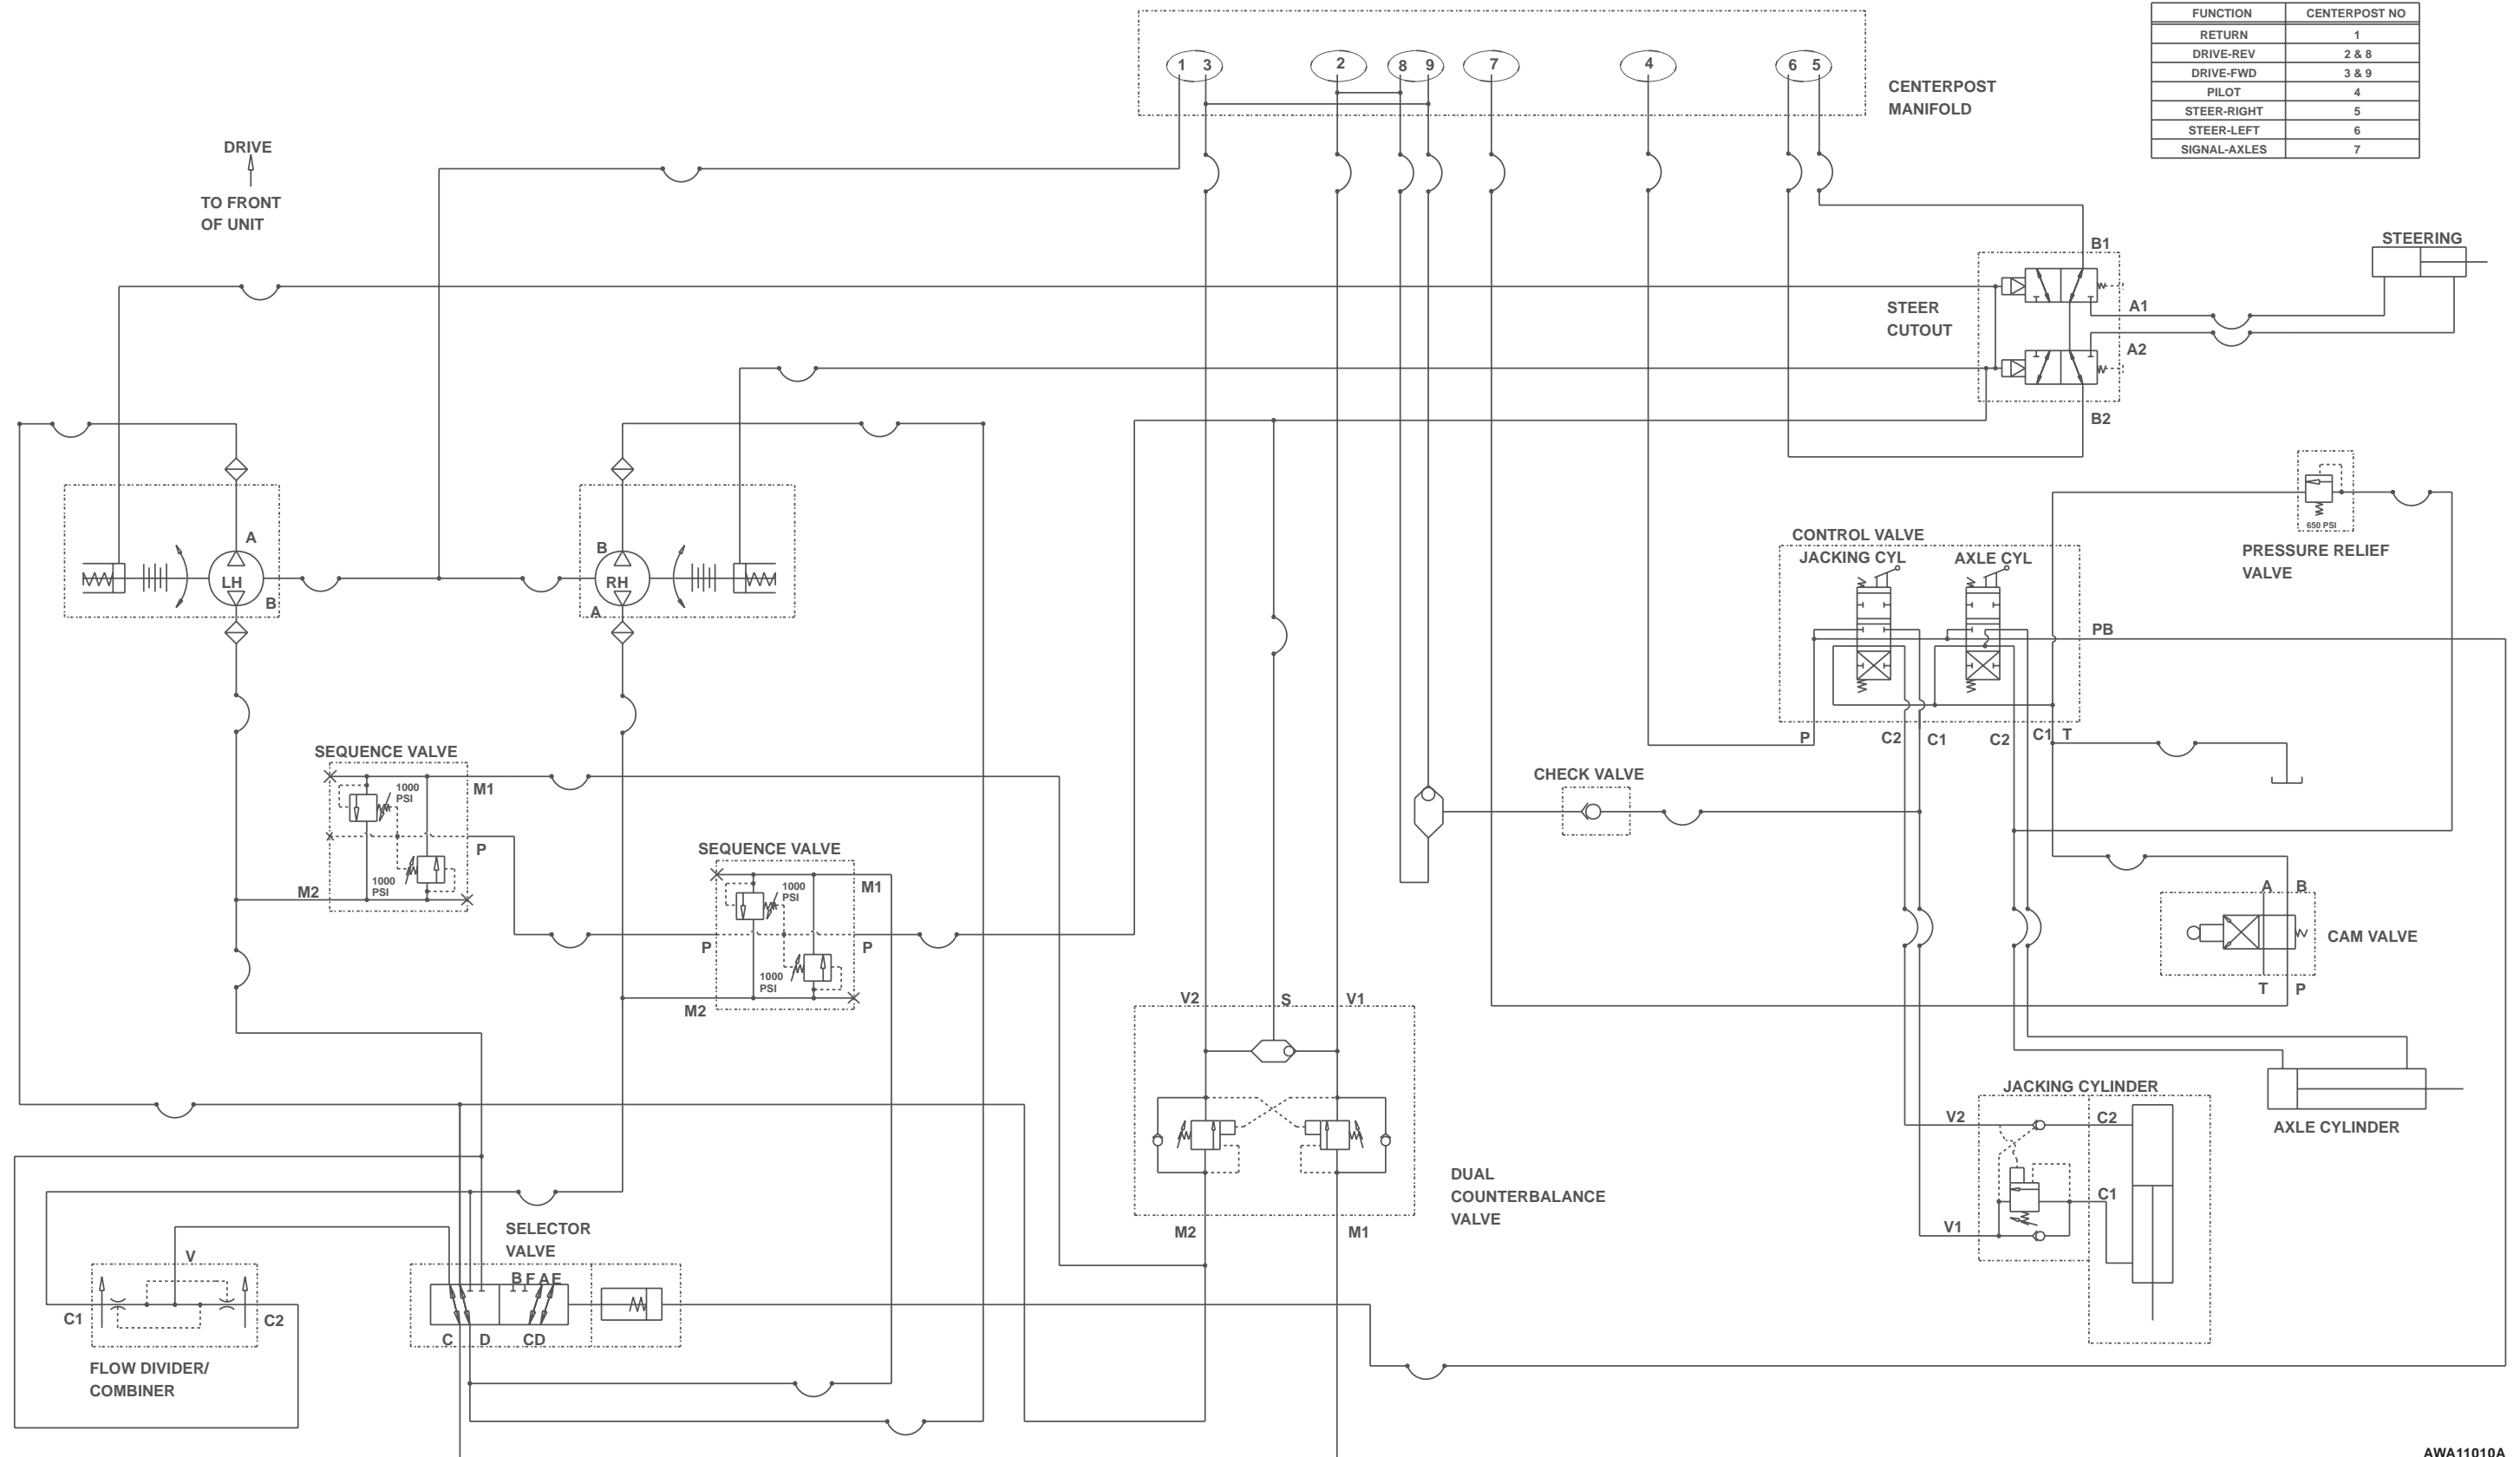 FUNCTION CENTERPOST NO
RETURN 1
DRIVE-REV 2 & 8
DRIVE-FWD 3 & 9
PILOT 4
STEER-RIGHT 5
STEER-LEFT 6
SIGNAL-AXLES 7
1 3 2 8 9 7 4 6 5
CENTERPOST
MANIFOLD
DRIVE
TO FRONT
OF UNIT
B1
STEERING
STEER
CUTOUT
A1
A2
B2
650 PSI
PRESSURE RELIEF
VALVE
CONTROL VALVE
JACKING CYL AXLE CYL
A
LH
B
B
RH
A
PB
P C2 C1 C2 C1 T
SEQUENCE VALVE
1000
PSI
M1
P
1000
PSI
M2
CHECK VALVE
SEQUENCE VALVE
1000
PSI
M1
P P
1000
PSI
M2
A B
CAM VALVE
T P
V2 S V1
DUAL
COUNTERBALANCE
VALVE
M2 M1
JACKING CYLINDER
V2 C2
C1
V1
AXLE CYLINDER
SELECTOR
VALVE
B F A E
C D CD
V
C1 C2
FLOW DIVIDER/
COMBINER
AWA11010A